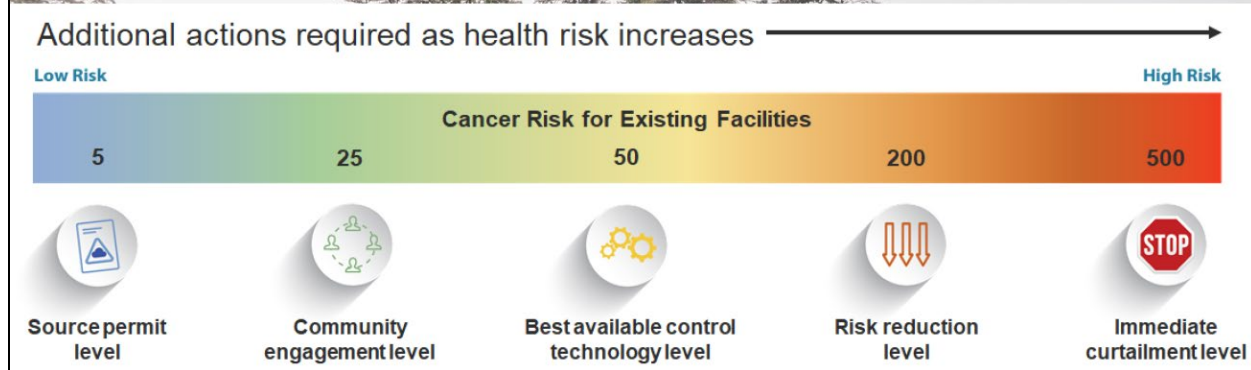 Additional actions required as health risk increases
Low Risk
High Risk
Cancer Risk for Existing Facilities
5 25 50 200 500
STOP
Source permit
level
Community
engagement level
Best available control
technology level
Risk reduction
level
Immediate
curtailment level